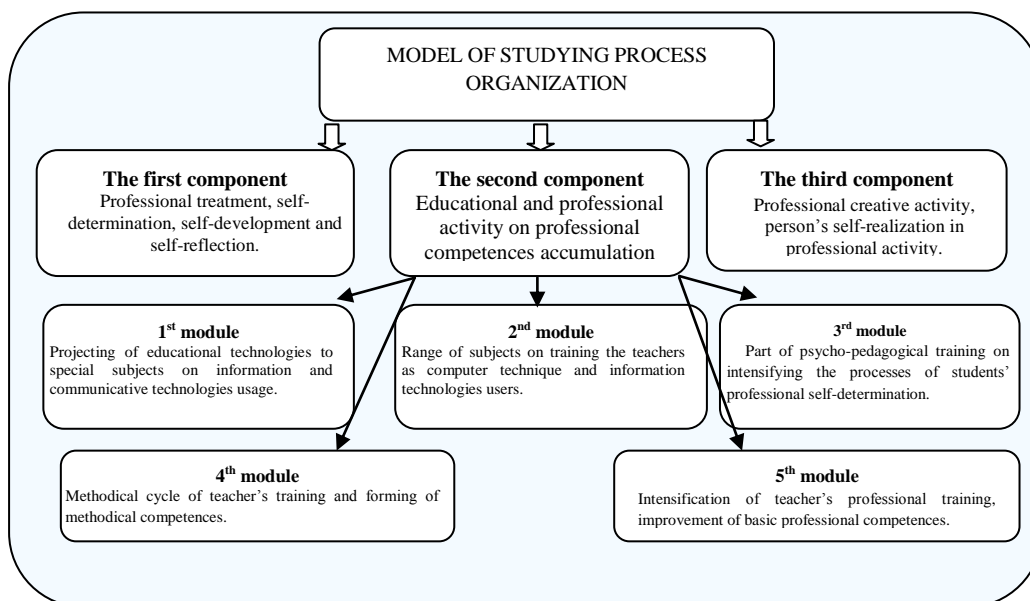 MODEL OF STUDYING PROCESS
ORGANIZATION
The first component
Professional treatment, self-
determination, self-development and
self-reflection.
The second component
Educational and professional
activity on professional
competences accumulation
The third component
Professional creative activity,
person’s self-realization in
professional activity.
1st module
Projecting of educational technologies to
special subjects on information and
communicative technologies usage.
2nd module
Range of subjects on training the teachers
as computer technique and information
technologies users.
3rd module
Part of psycho-pedagogical training on
intensifying the processes of students’
professional self-determination.
4th module
Methodical cycle of teacher’s training and forming of
methodical competences.
5th module
Intensification of teacher’s professional training,
improvement of basic professional competences.